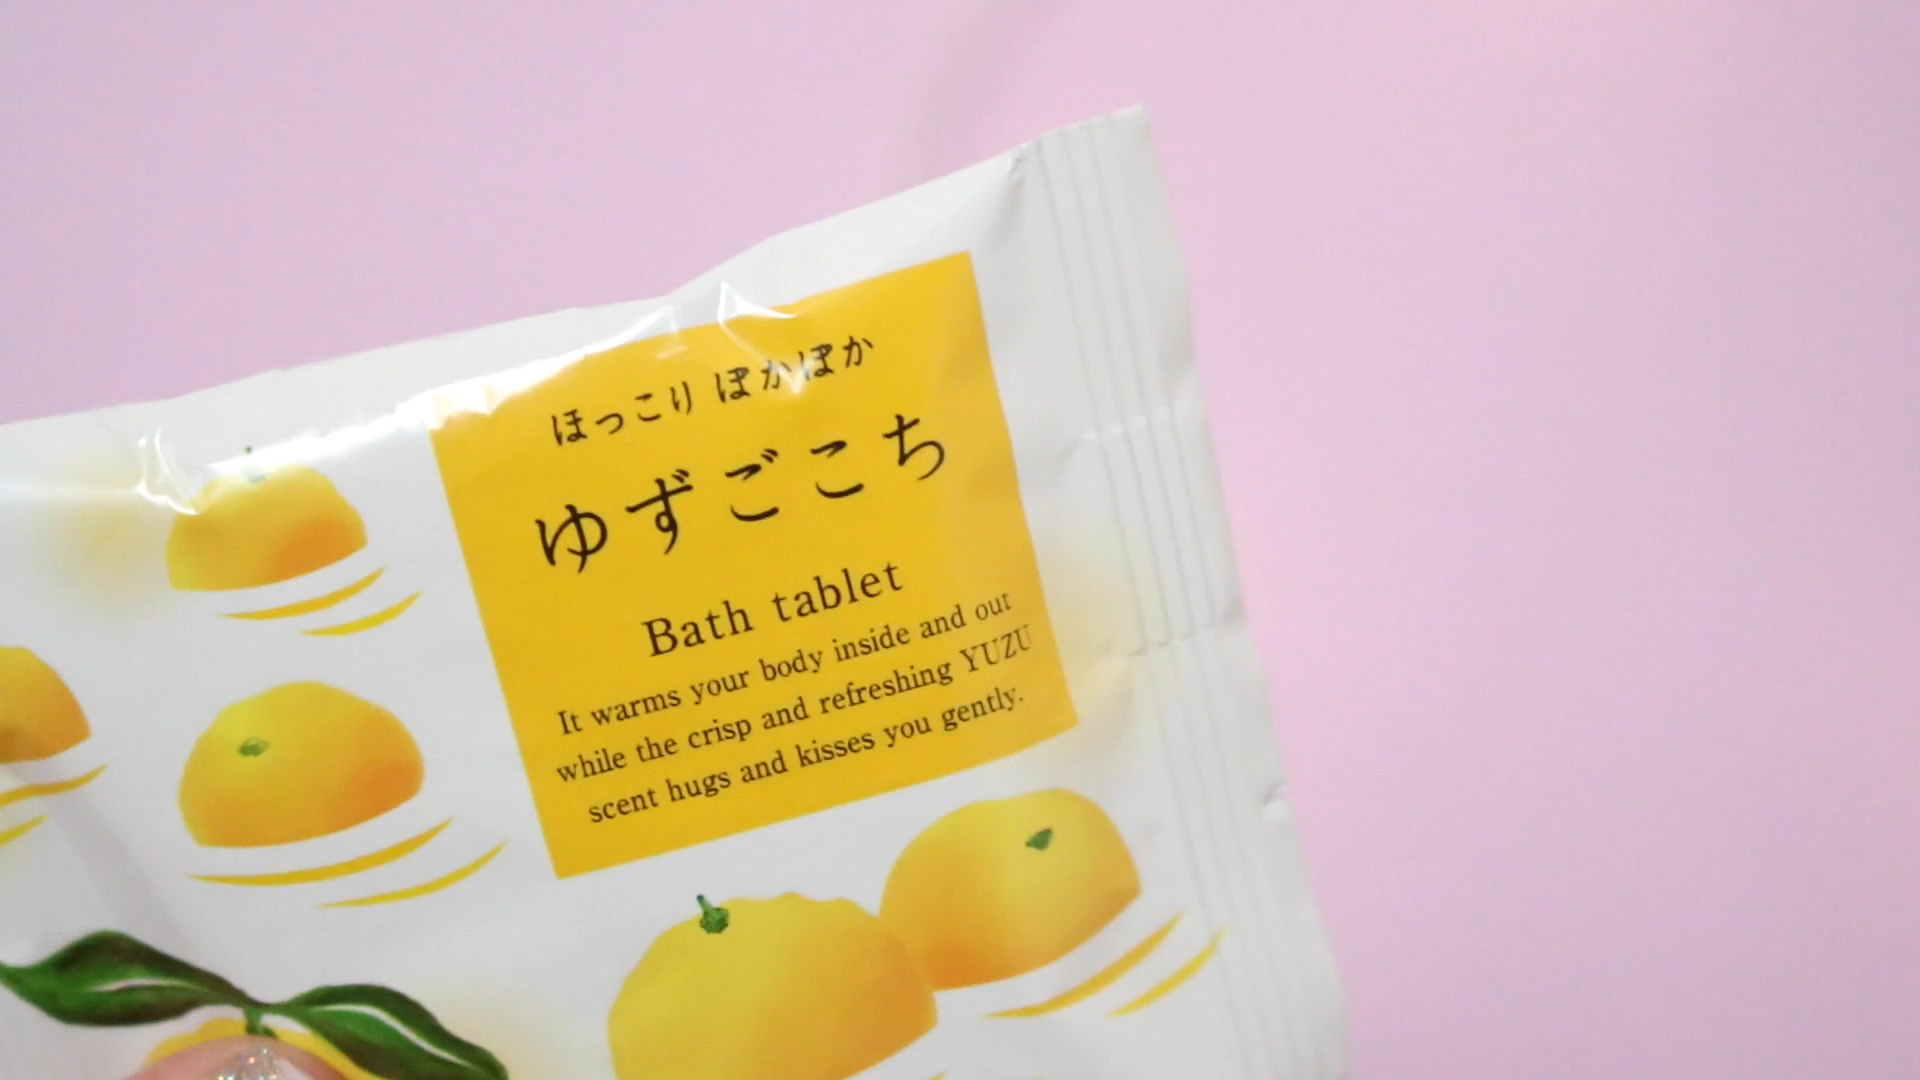 ほっこり ぽかぽか
ゆずごこち
Bath tablet
It warms your body inside and out
while the crisp and refreshing YUZU
scent hugs and kisses you gently.